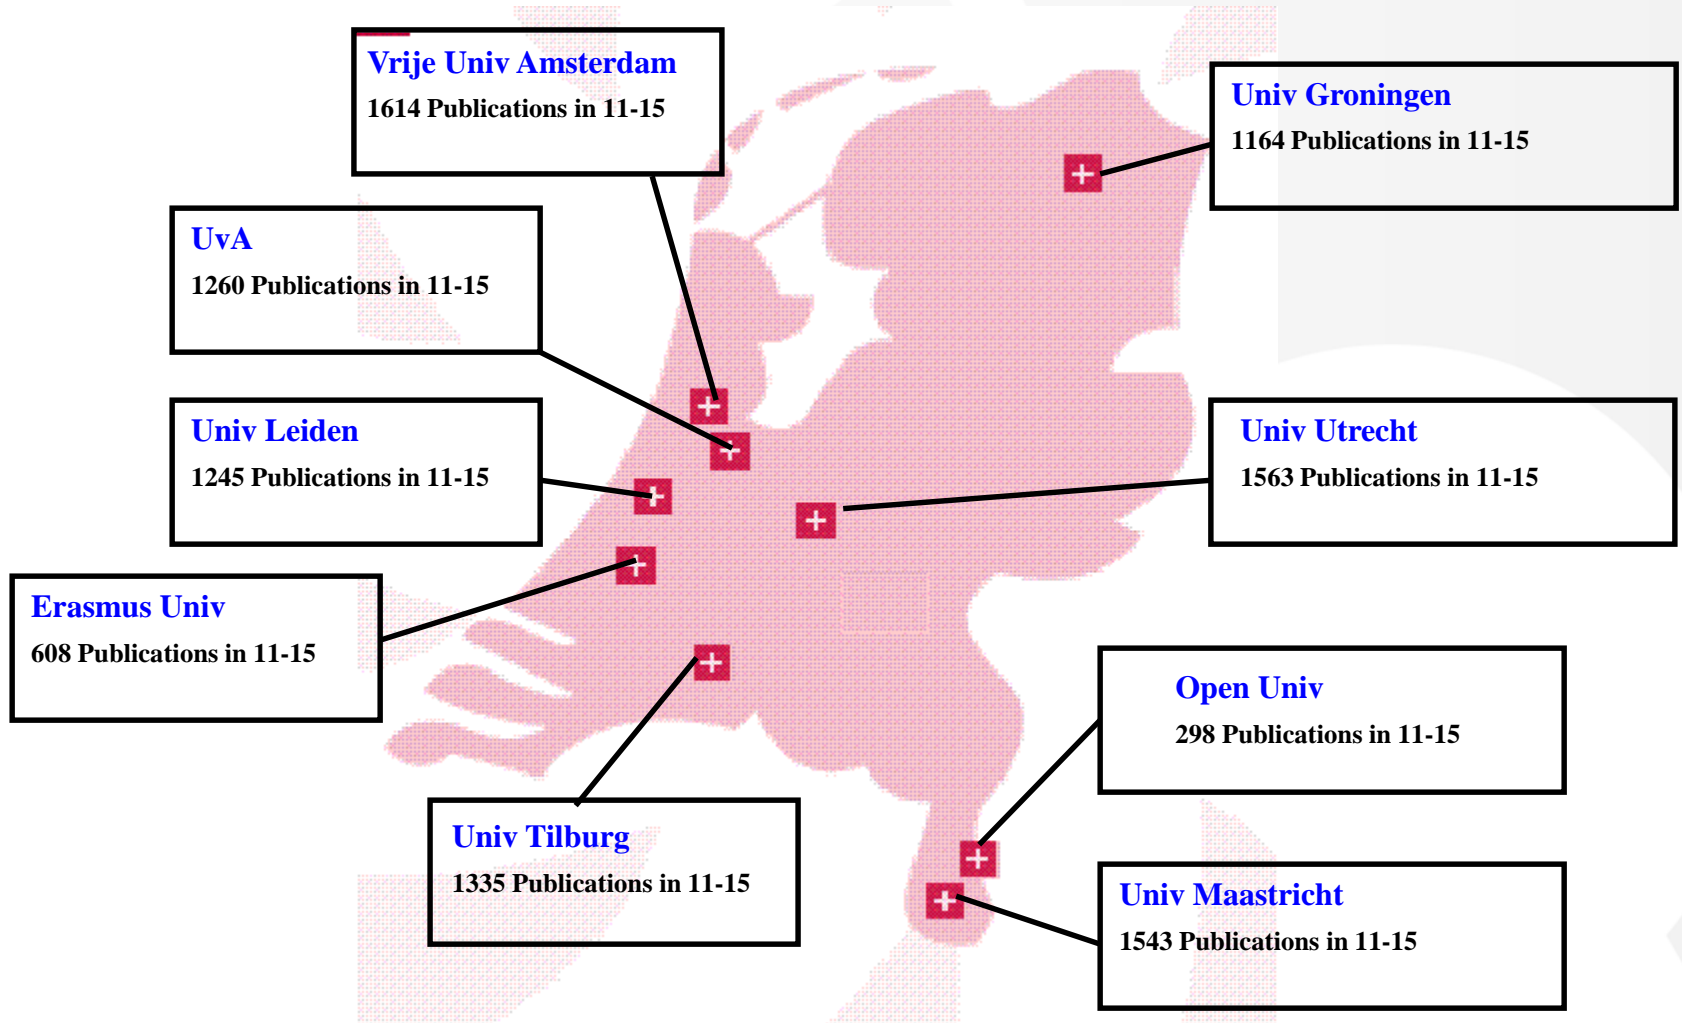 Vrije Univ Amsterdam
1614 Publications in 11-15
Univ Groningen
1164 Publications in 11-15
UvA
1260 Publications in 11-15
Univ Leiden
1245 Publications in 11-15
Univ Utrecht
1563 Publications in 11-15
Erasmus Univ
608 Publications in 11-15
Open Univ
298 Publications in 11-15
Univ Tilburg
1335 Publications in 11-15
Univ Maastricht
1543 Publications in 11-15